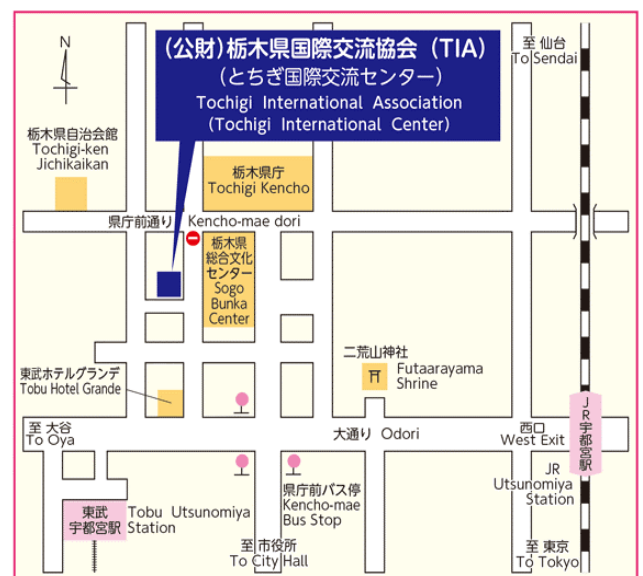 N
(公財)栃木県国際交流協会(TIA)
(とちぎ国際交流センター)
Tochigi International Association
(Tochigi International Center)
至 仙台
To Sendai
栃木県自治会館
Tochigi-ken
Jichikaikan
栃木県庁
Tochigi Kencho
県庁前通り Kencho-mae dori
栃木県
総合文化
センター
Sogo
Bunka
Center
東武ホテルグランデ
Tobu Hotel Grande
二荒山神社
Futaarayama
Shrine
至 大谷
To Oya
大通り Odori
西口
West Exit
JR宇都宮駅
JR
Utsunomiya
Station
東武
宇都宮駅
Tobu Utsunomiya
Station
県庁前バス停
Kencho-mae
Bus Stop
至 市役所
To City Hall
至 東京
To Tokyo